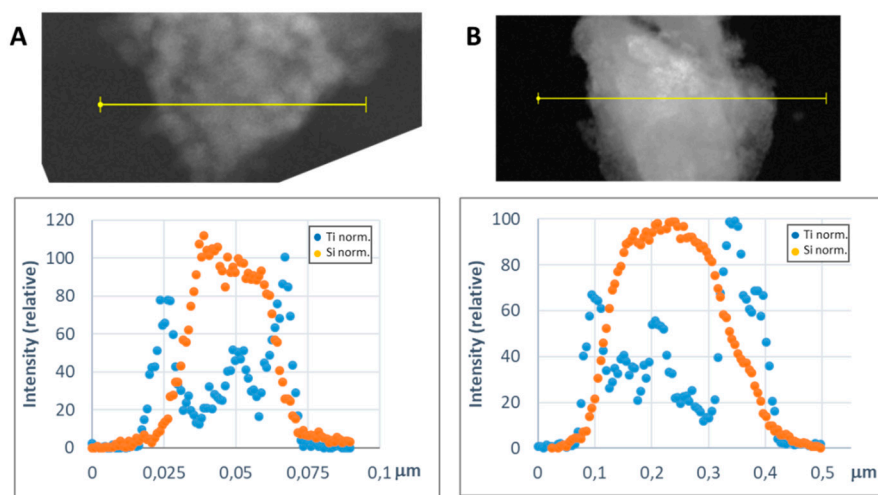 A
B
120
100
80
60
40
20
0
Intensity (relative)
Ti norm.
Si norm.
0
0,025
0,05
0,075
0,1
μm
100
80
60
40
20
0
Intensity (relative)
Ti norm.
Si norm.
0
0,1
0,2
0,3
0,4
0,5
μm